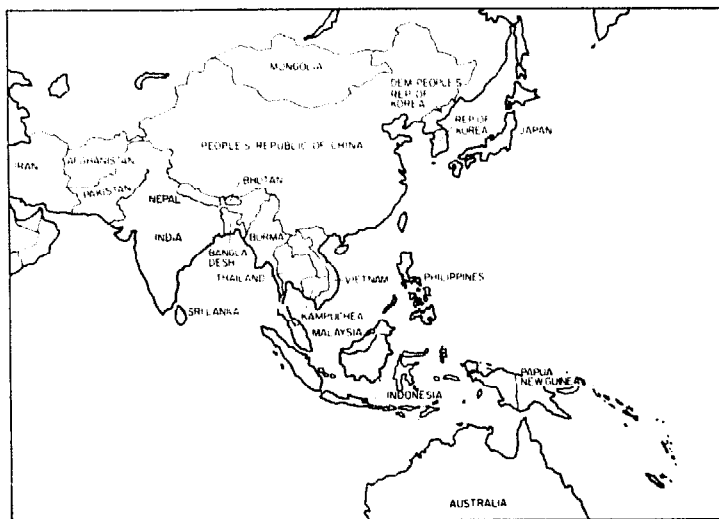 MONGOLIA
DEM PEOPLE'S
REP OF
KOREA
REP OF
KOREA
JAPAN
PEOPLE'S REPUBLIC OF CHINA
IRAN
AFGHANISTAN
PAKISTAN
BHUTAN
NEPAL
INDIA
BURMA
BANGLA
DESH
THAILAND
VIETNAM
PHILIPPINES
SRI LANKA
KAMPUCHEA
MALAYSIA
PAPUA
NEW GUINEA
INDONESIA
AUSTRALIA